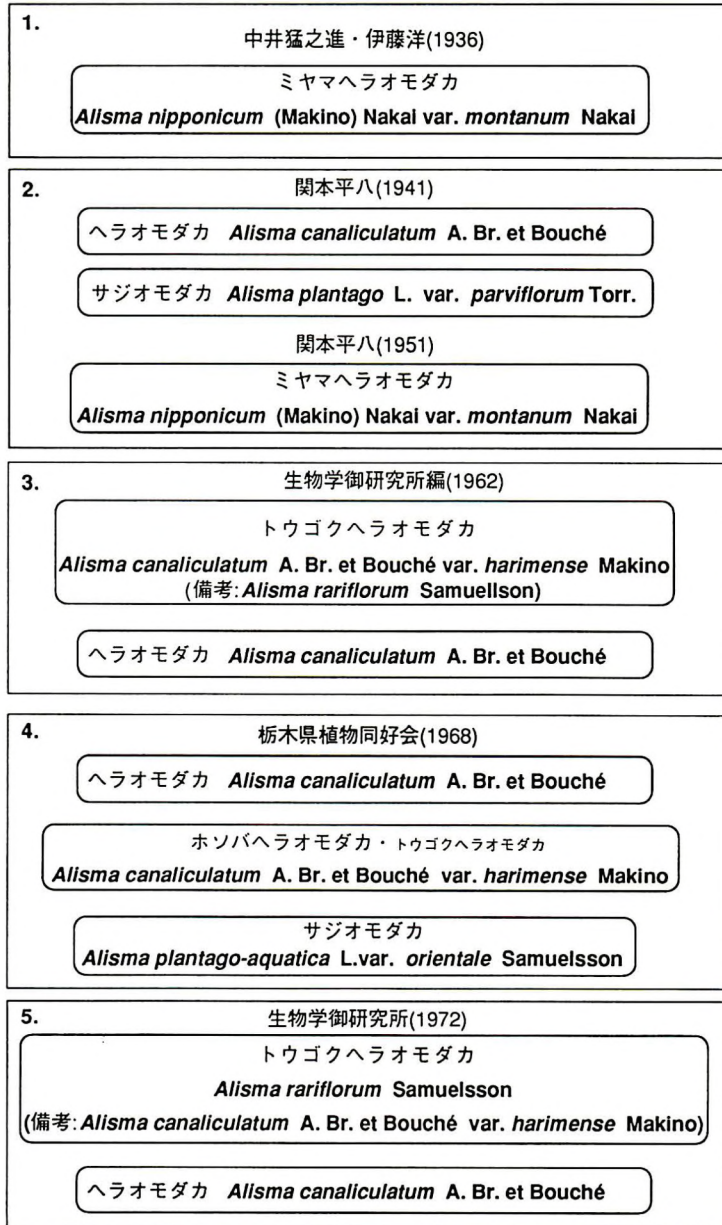 1.
中井猛之進・伊藤洋(1936)
ミヤマヘラオモダカ
Alisma nipponicum (Makino) Nakai var. montanum Nakai
2.
関本平八(1941)
ヘラオモダカ Alisma canaliculatum A. Br. et Bouché
サジオモダカ Alisma plantago L. var. parviflorum Torr.
関本平八(1951)
ミヤマヘラオモダカ
Alisma nipponicum (Makino) Nakai var. montanum Nakai
3.
生物学御研究所編(1962)
トウゴクヘラオモダカ
Alisma canaliculatum A. Br. et Bouché var. harimense Makino
(備考:Alisma rariflorum Samuellson)
ヘラオモダカ Alisma canaliculatum A. Br. et Bouché
4.
栃木県植物同好会(1968)
ヘラオモダカ Alisma canaliculatum A. Br. et Bouché
ホソバヘラオモダカ・トウゴクヘラオモダカ
Alisma canaliculatum A. Br. et Bouché var. harimense Makino
サジオモダカ
Alisma plantago-aquatica L.var. orientale Samuelsson
5.
生物学御研究所(1972)
トウゴクヘラオモダカ
Alisma rariflorum Samuelsson
(備考:Alisma canaliculatum A. Br. et Bouché var. harimense Makino)
ヘラオモダカ Alisma canaliculatum A. Br. et Bouché